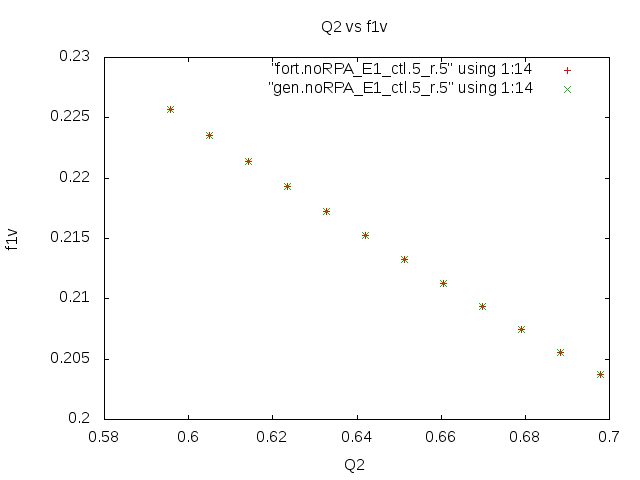 Q2 vs f1v
"fort.noRPA_E1_ctl.5_r.5" using 1:14
"gen.noRPA_E1_ctl.5_r.5" using 1:14
0.23
0.225
0.22
0.215
0.21
0.205
0.2
f1v
0.58 0.6 0.62 0.64 0.66 0.68 0.7
Q2